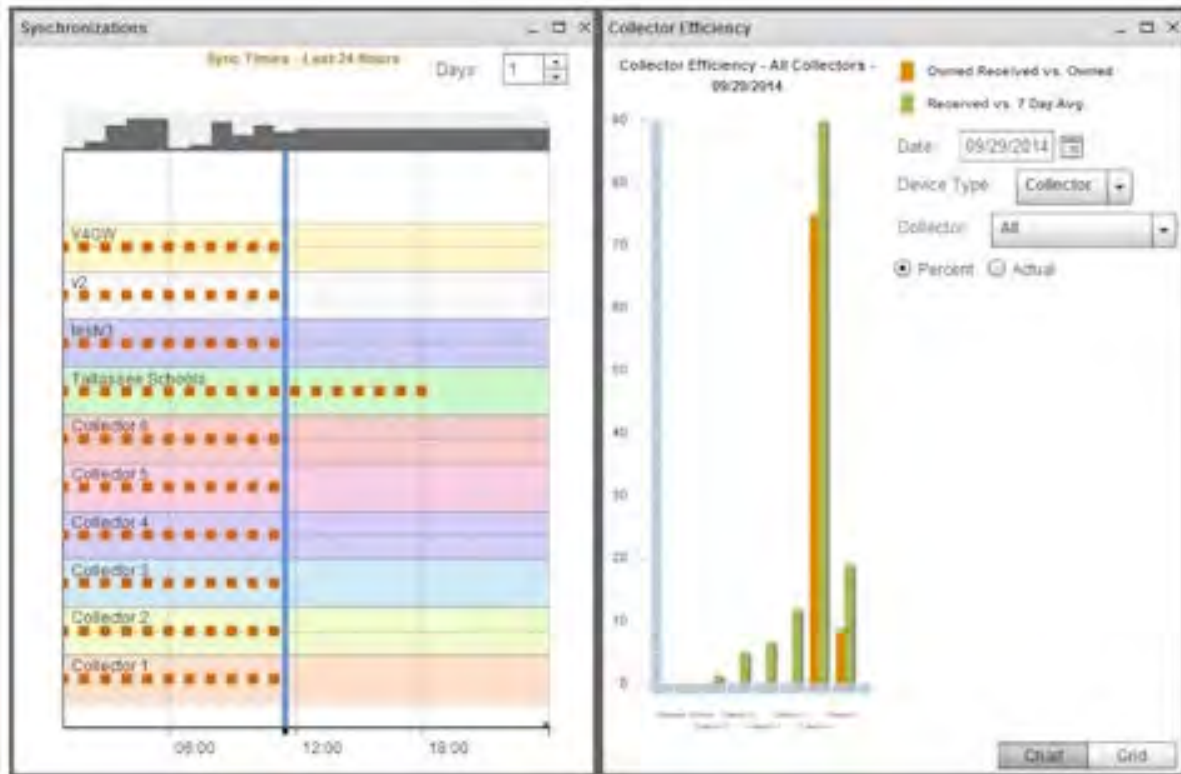 Synchronizations
Sync Times - Last 24 Hours
Days:
1
V4GW
v2
testv3
Tallassee Schools
Collector 6
Collector 5
Collector 4
Collector 3
Collector 2
Collector 1
06:00
12:00
18:00
Collector Efficiency
Collector Efficiency - All Collectors -
09/29/2014
90
80
70
60
50
40
30
20
10
0
Owned Received vs. Owned
Received vs. 7 Day Avg.
Date:
09/29/2014
Device Type:
Collector
Collector:
All
Percent
Actual
Chart
Grid